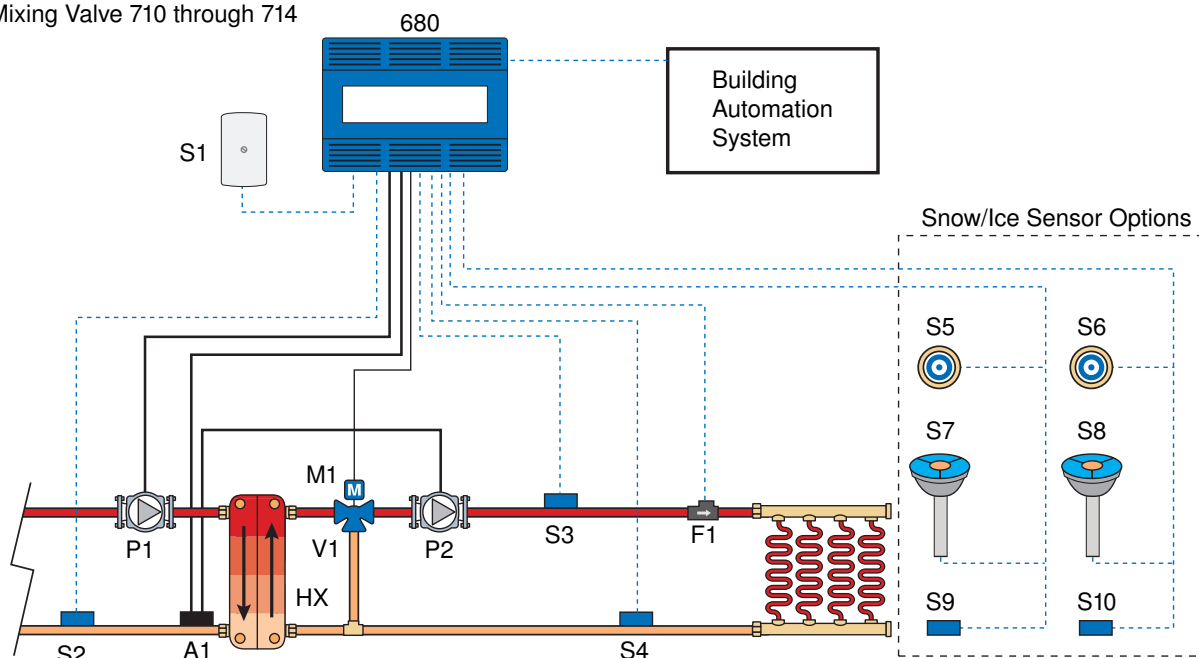 Mixing Valve 710 through 714
680
Building
Automation
System
S1
Snow/Ice Sensor Options
S5
S6
S7
S8
M1
M
P1
V1
P2
S3
F1
HX
S9
S10
S2
A1
S4